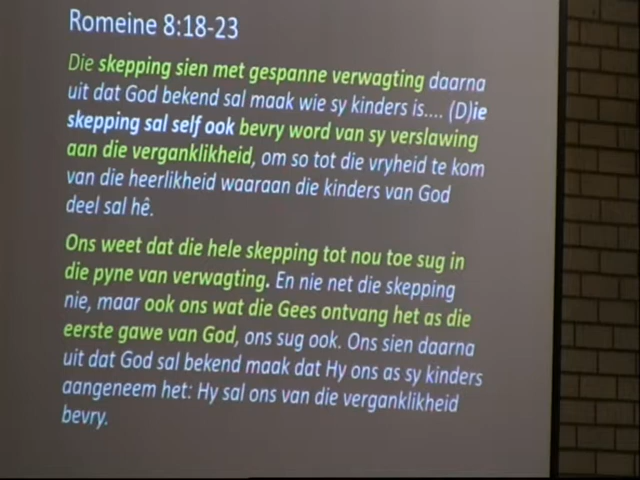 Romeine 8:18-23
Die skepping sien met gespanne verwagting daarna
uit dat God bekend sal maak wie sy kinders is.... (D)ie
skepping sal self ook bevry word van sy verslawing
aan die verganklikheid, om so tot die vryheid te kom
van die heerlikheid waaraan die kinders van God
deel sal hê.
Ons weet dat die hele skepping tot nou toe sug in
die pyne van verwagting. En nie net die skepping
nie, maar ook ons wat die Gees ontvang het as die
eerste gawe van God, ons sug ook. Ons sien daarna
uit dat God sal bekend maak dat Hy ons as sy kinders
aangeneem het: Hy sal ons van die verganklikheid
bevry.